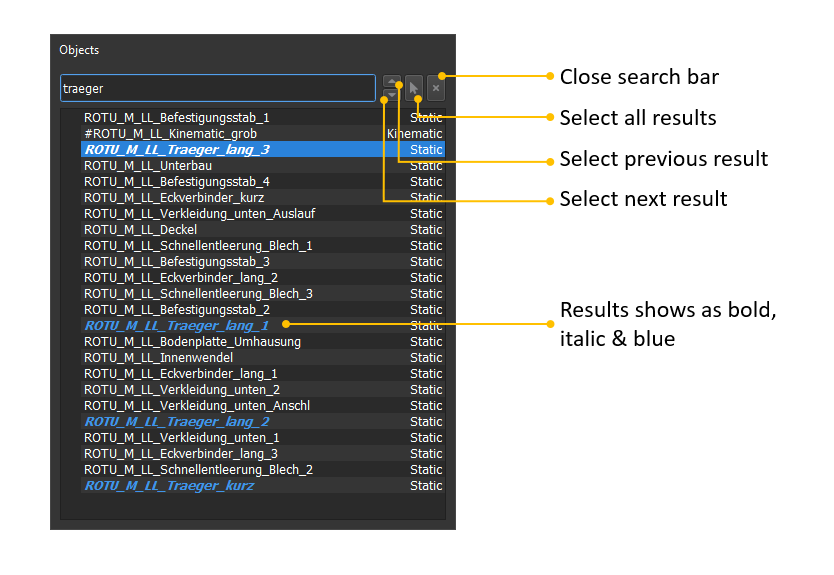 Objects
traeger
Close search bar
Select all results
Select previous result
Select next result
ROTU_M_LL_Befestigungsstab_1 Static
#ROTU_M_LL_Kinematic_grob Kinematic
ROTU_M_LL_Traeger_lang_3 Static
ROTU_M_LL_Unterbau Static
ROTU_M_LL_Befestigungsstab_4 Static
ROTU_M_LL_Eckverbinder_kurz Static
ROTU_M_LL_Verkleidung_unten_Auslauf Static
ROTU_M_LL_Deckel Static
ROTU_M_LL_Schnellentleerung_Blech_1 Static
ROTU_M_LL_Befestigungsstab_3 Static
ROTU_M_LL_Eckverbinder_lang_2 Static
ROTU_M_LL_Schnellentleerung_Blech_3 Static
ROTU_M_LL_Befestigungsstab_2 Static
ROTU_M_LL_Traeger_lang_1 Static
ROTU_M_LL_Bodenplatte_Umhausung Static
ROTU_M_LL_Innenwendel Static
ROTU_M_LL_Eckverbinder_lang_1 Static
ROTU_M_LL_Verkleidung_unten_2 Static
ROTU_M_LL_Verkleidung_unten_Anschl Static
ROTU_M_LL_Traeger_lang_2 Static
ROTU_M_LL_Verkleidung_unten_1 Static
ROTU_M_LL_Eckverbinder_lang_3 Static
ROTU_M_LL_Schnellentleerung_Blech_2 Static
ROTU_M_LL_Traeger_kurz Static
Results shows as bold,
italic & blue